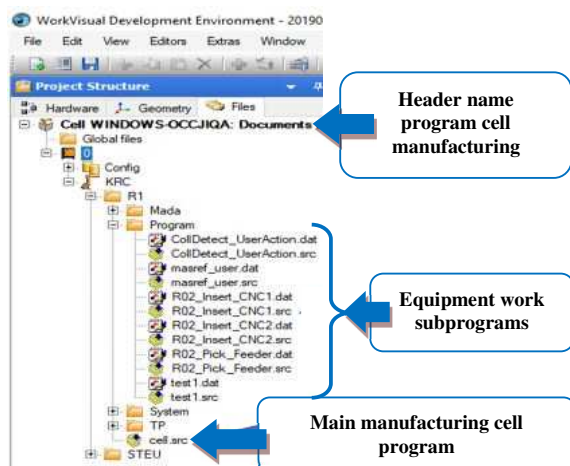 WorkVisual Development Environment - 20190
File Edit View Editors Extras Window
Project Structure
Hardware Geometry Files
Cell WINDOWS-OCCJIQA: Documents
Global files
0
Config
KRC
R1
Mada
Program
CollDetect_UserAction.dat
CollDetect_UserAction.src
masref_user.dat
masref_user.src
R02_Insert_CNC1.dat
R02_Insert_CNC1.src
R02_Insert_CNC2.dat
R02_Insert_CNC2.src
R02_Pick_Feeder.dat
R02_Pick_Feeder.src
test1.dat
test1.src
System
TP
cell.src
STEU
Header name
program cell
manufacturing
Equipment work
subprograms
Main manufacturing cell
program